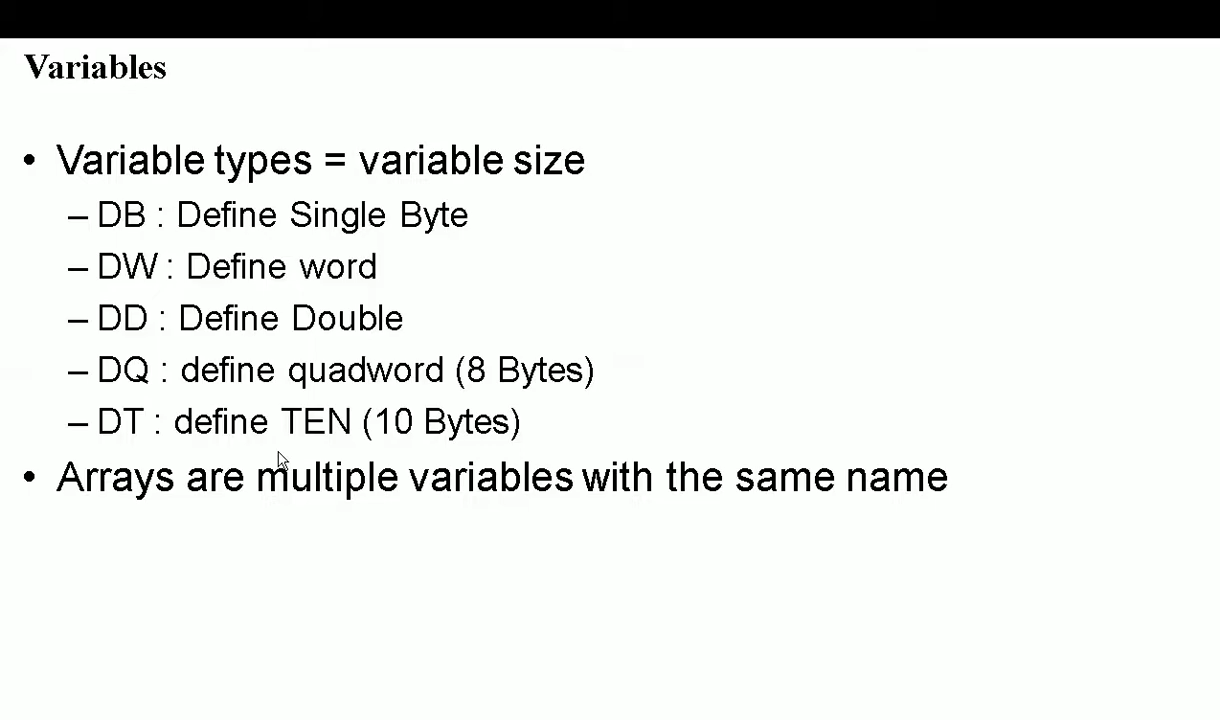 Variables
• Variable types = variable size
– DB : Define Single Byte
– DW : Define word
– DD : Define Double
– DQ : define quadword (8 Bytes)
– DT : define TEN (10 Bytes)
• Arrays are multiple variables with the same name